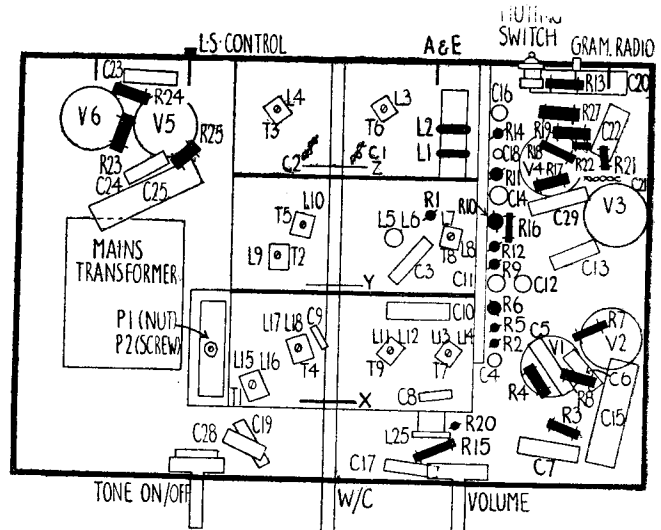 MUTING
SWITCH
L·S· CONTROL
A&E
GRAM. RADIO
C23
R24
L4
L3
C16
R13
C20
V6
V5
T3
T6
R27
R14
R19
C22
R25
L2
C18
R18
R23
C2
C1
L1
R22
R21
Z
R11
V4
R17
C24
C21
C25
L10
R1
R10
C14
V3
T5
L5
L6
L7
R16
C29
MAINS
TRANSFORMER
L9
T2
T8
L8
R12
C13
C3
R9
C11
C12
Y
P1 (NUT)
P2 (SCREW)
L17
L18
C9
C10
R6
R7
L11
L12
L13
L14
R5
C5
V1
V2
R2
L15
L16
T4
T9
T7
C4
C6
T1
R4
R8
C8
X
C15
C19
R20
R3
C28
L25
R15
C17
C7
TONE ON/OFF
W/C
VOLUME